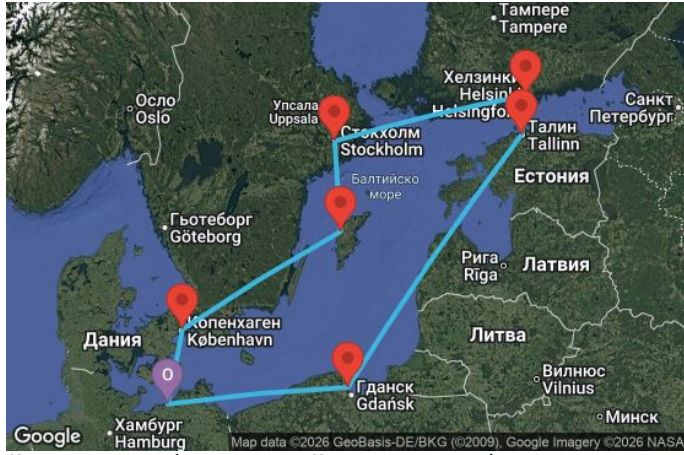 Тампере
Tampere
Хелзинки
Helsinki
Helsingfors
Осло
Oslo
Упсала
Uppsala
Санкт
Петербург
Стокхолм
Stockholm
Талин
Tallinn
Балтийско
море
Естония
Гьотеборг
Göteborg
Рига
Rīga
Латвия
Копенхаген
København
Дания
Литва
O
Вилнюс
Vilnius
Гданск
Gdańsk
Минск
Хамбург
Hamburg
Google
Map data ©2026 GeoBasis-DE/BKG (©2009), Google Imagery ©2026 NASA